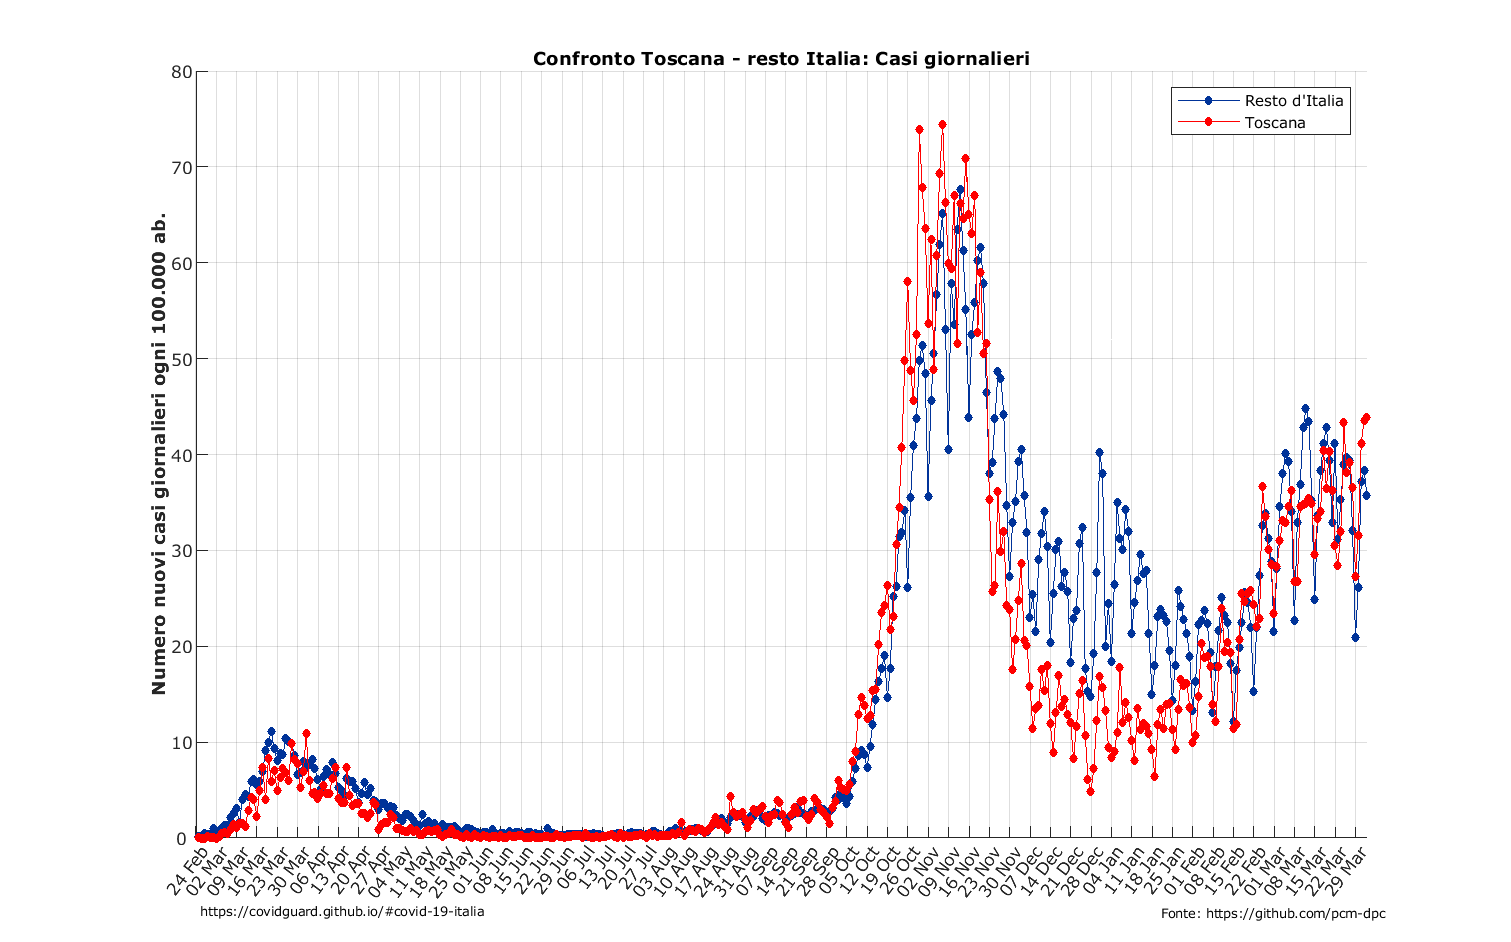 Confronto Toscana - resto Italia: Casi giornalieri
Numero nuovi casi giornalieri ogni 100.000 ab.
80
70
60
50
40
30
20
10
0
Resto d'Italia
Toscana
24 Feb
02 Mar
09 Mar
16 Mar
23 Mar
30 Mar
06 Apr
13 Apr
20 Apr
27 Apr
04 May
11 May
18 May
25 May
01 Jun
08 Jun
15 Jun
22 Jun
29 Jun
06 Jul
13 Jul
20 Jul
27 Jul
03 Aug
10 Aug
17 Aug
24 Aug
31 Aug
07 Sep
14 Sep
21 Sep
28 Sep
05 Oct
12 Oct
19 Oct
26 Oct
02 Nov
09 Nov
16 Nov
23 Nov
30 Nov
07 Dec
14 Dec
21 Dec
28 Dec
04 Jan
11 Jan
18 Jan
25 Jan
01 Feb
08 Feb
15 Feb
22 Feb
01 Mar
08 Mar
15 Mar
22 Mar
29 Mar
https://covidguard.github.io/#covid-19-italia
Fonte: https://github.com/pcm-dpc